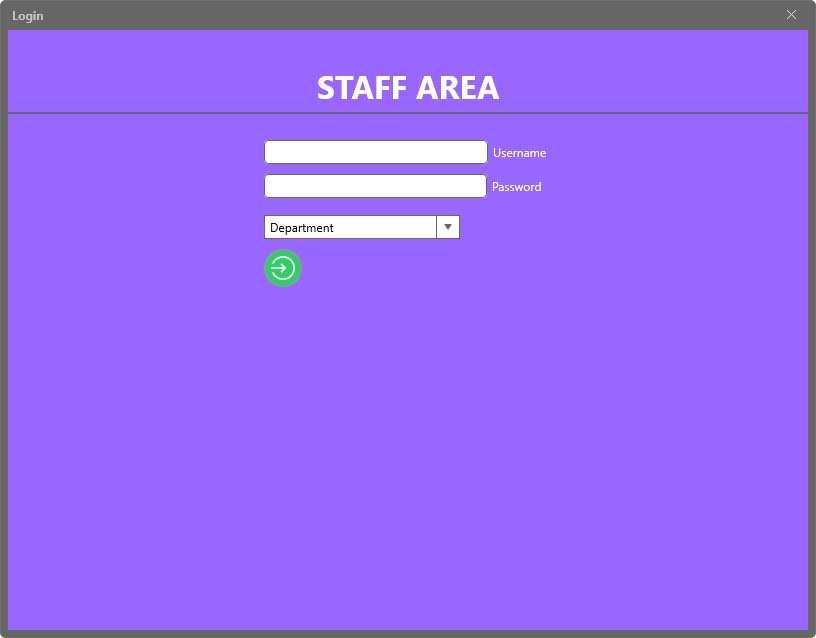 Login
STAFF AREA
Username
Password
Department